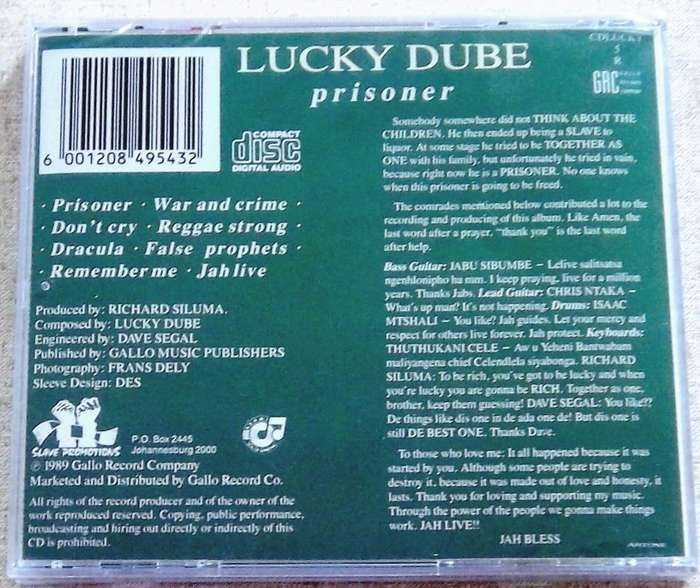 LUCKY DUBE
prisoner
CDLUCKY
5
R
GRC
6 001208 495432
COMPACT
disc
DIGITAL AUDIO
· Prisoner · War and crime ·
· Don't cry · Reggae strong ·
· Dracula · False prophets ·
· Remember me · Jah live ·
Produced by: RICHARD SILUMA.
Composed by: LUCKY DUBE
Engineered by: DAVE SEGAL
Published by: GALLO MUSIC PUBLISHERS
Photography: FRANS DELY
Sleeve Design: DES
SLAVE PROMOTIONS
P.O. Box 2445
Johannesburg 2000
℗ 1989 Gallo Record Company
Marketed and Distributed by Gallo Record Co.
All rights of the record producer and of the owner of the
work reproduced reserved. Copying, public performance,
broadcasting and hiring out directly or indirectly of this
CD is prohibited.
Somebody somewhere did not THINK ABOUT THE
CHILDREN. He then ended up being a SLAVE to
liquor. At some stage he tried to be TOGETHER AS
ONE with his family, but unfortunately he tried in vain,
because right now he is a PRISONER. No one knows
when this prisoner is going to be freed.
The comrades mentioned below contributed a lot to the
recording and producing of this album. Like Amen, the
last word after a prayer, "thank you" is the last word
after help.
Bass Guitar: JABU SIBUMBE – Lelive salitsatsa
ngenhlonipho ha mm. I keep praying, live for a million
years. Thanks Jabs. Lead Guitar: CHRIS NTAKA –
What's up man? It's not happening. Drums: ISAAC
MTSHALI – You like? Jah guides. Let your mercy and
respect for others live forever. Jah protect. Keyboards:
THUTHUKANI CELE – Aw u Yeheni Bantwabam
maliyangena chief Celendlela siyabonga. RICHARD
SILUMA: To be rich, you've got to be lucky and when
you're lucky you are gonna be RICH. Together as one,
brother, keep them guessing! DAVE SEGAL: You like??
De things like dis one in de ada one de! But dis one is
still DE BEST ONE. Thanks Dave.
To those who love me: It all happened because it was
started by you. Although some people are trying to
destroy it, because it was made out of love and honesty, it
lasts. Thank you for loving and supporting my music.
Through the power of the people we gonna make things
work. JAH LIVE!!
JAH BLESS